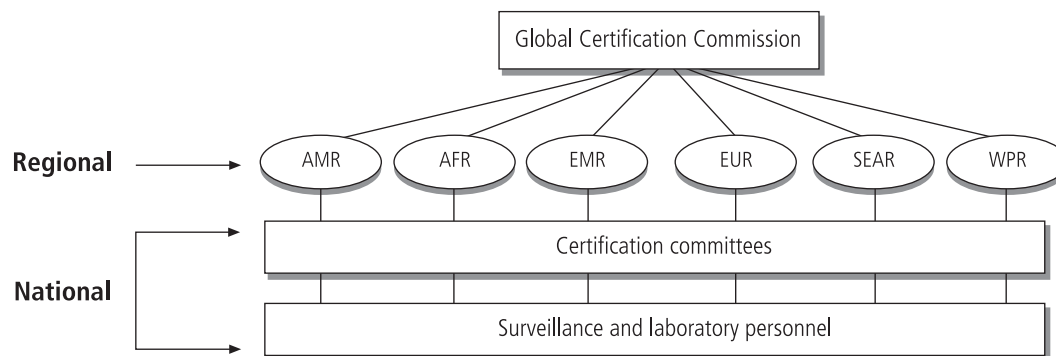 Global Certification Commission
Regional
AMR
AFR
EMR
EUR
SEAR
WPR
Certification committees
National
Surveillance and laboratory personnel